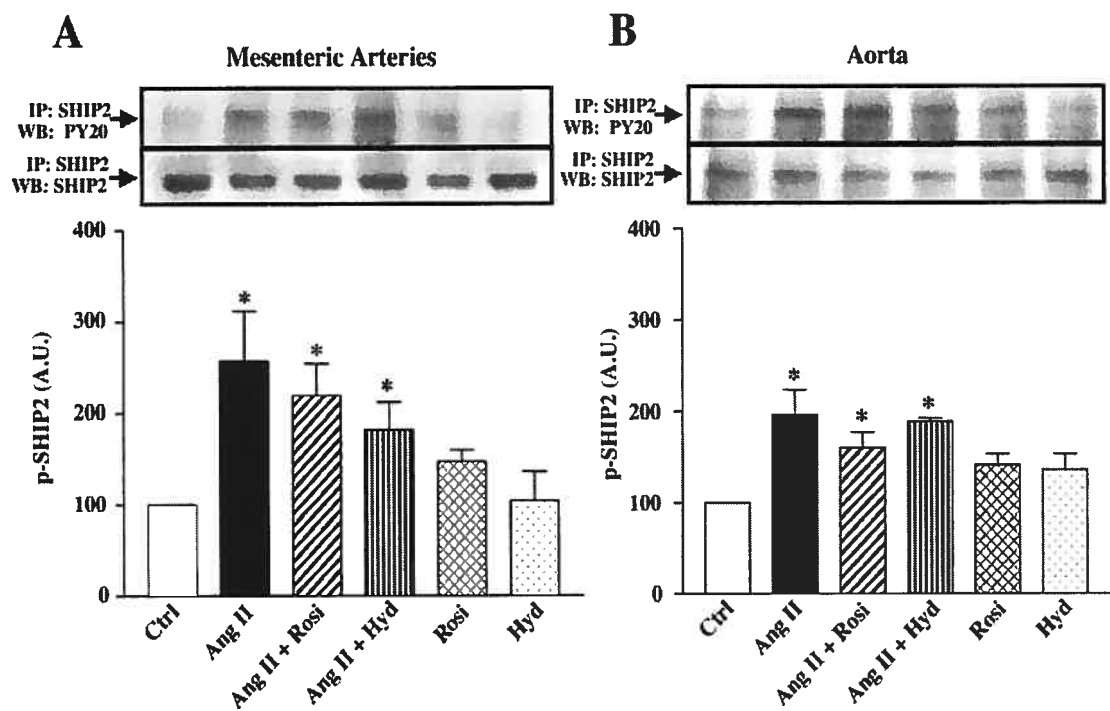 A
Mesenteric Arteries
IP: SHIP2
WB: PY20
IP: SHIP2
WB: SHIP2
400
300
200
100
0
p-SHIP2 (A.U.)
*
*
*
Ctrl
Ang II
Ang II + Rosi
Ang II + Hyd
Rosi
Hyd
B
Aorta
IP: SHIP2
WB: PY20
IP: SHIP2
WB: SHIP2
400
300
200
100
0
p-SHIP2 (A.U.)
*
*
*
Ctrl
Ang II
Ang II + Rosi
Ang II + Hyd
Rosi
Hyd